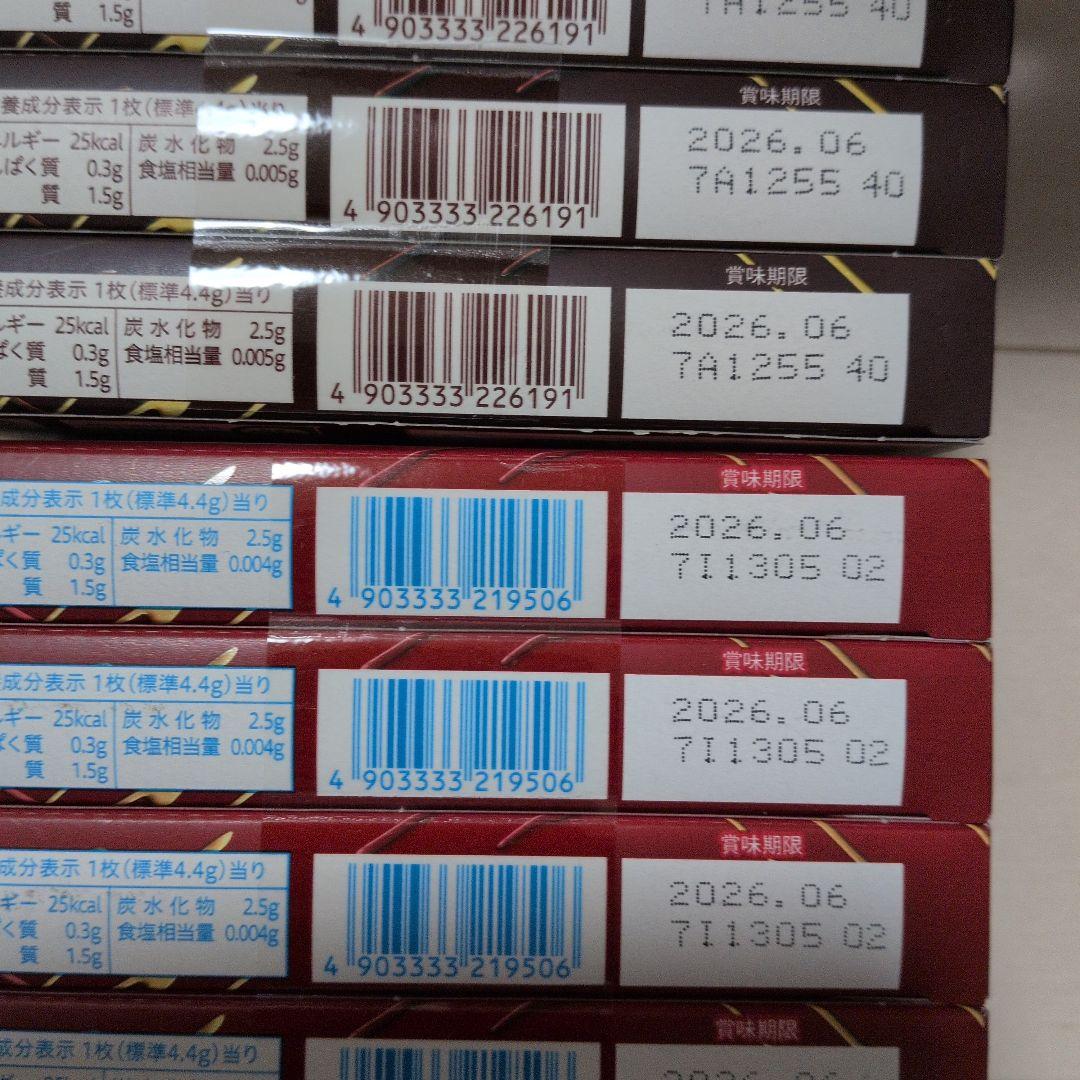 質 1.5g
4 903333 226191
7A1255 40
養成分表示 1枚(標準4.4g)当り
ルギー 25kcal 炭水化物 2.5g
ぱく質 0.3g 食塩相当量 0.005g
質 1.5g
4 903333 226191
賞味期限
2026.06
7A1255 40
成分表示 1枚(標準4.4g)当り
ギー 25kcal 炭水化物 2.5g
ぱく質 0.3g 食塩相当量 0.005g
質 1.5g
4 903333 226191
賞味期限
2026.06
7A1255 40
成分表示 1枚(標準4.4g)当り
ギー 25kcal 炭水化物 2.5g
く質 0.3g 食塩相当量 0.004g
質 1.5g
4 903333 219506
賞味期限
2026.06
7I1305 02
成分表示 1枚(標準4.4g)当り
ギー 25kcal 炭水化物 2.5g
く質 0.3g 食塩相当量 0.004g
質 1.5g
4 903333 219506
賞味期限
2026.06
7I1305 02
成分表示 1枚(標準4.4g)当り
ギー 25kcal 炭水化物 2.5g
く質 0.3g 食塩相当量 0.004g
質 1.5g
4 903333 219506
賞味期限
2026.06
7I1305 02
成分表示 1枚(標準4.4g)当り
賞味期限